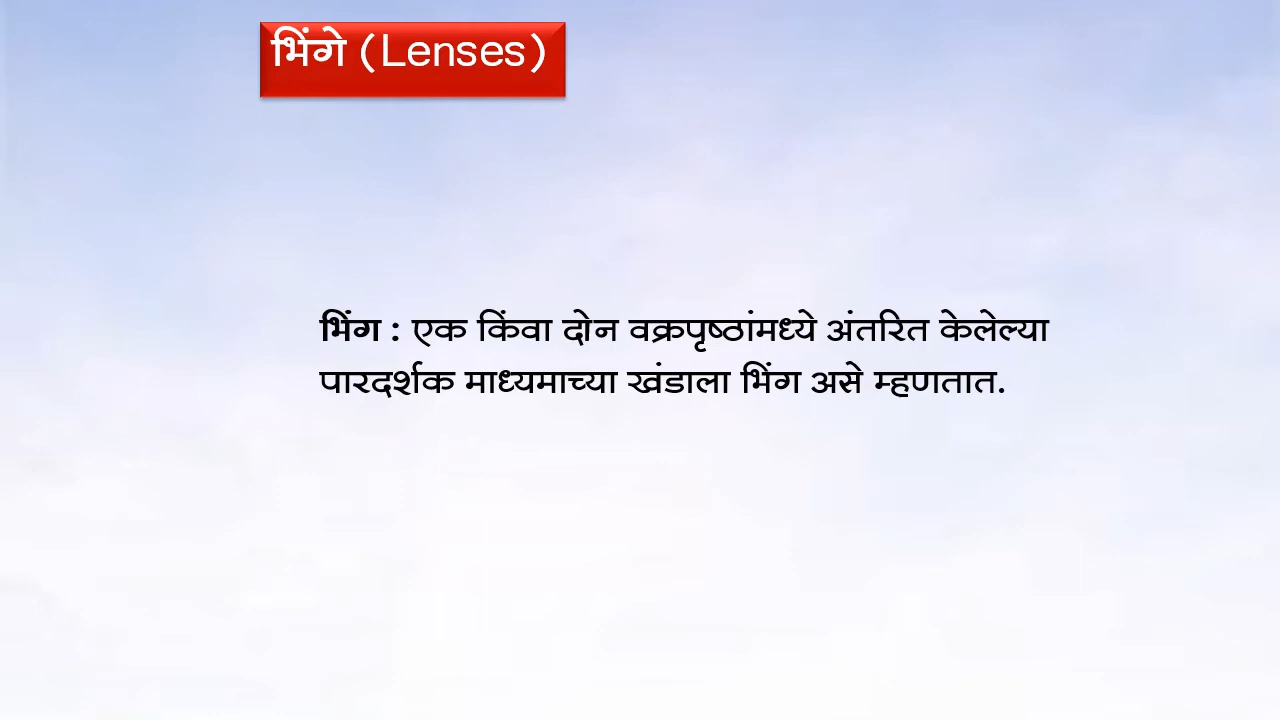 भिंगे (Lenses)
भिंग : एक किंवा दोन वक्रपृष्ठांमध्ये अंतरित केलेल्या
पारदर्शक माध्यमाच्या खंडाला भिंग असे म्हणतात.